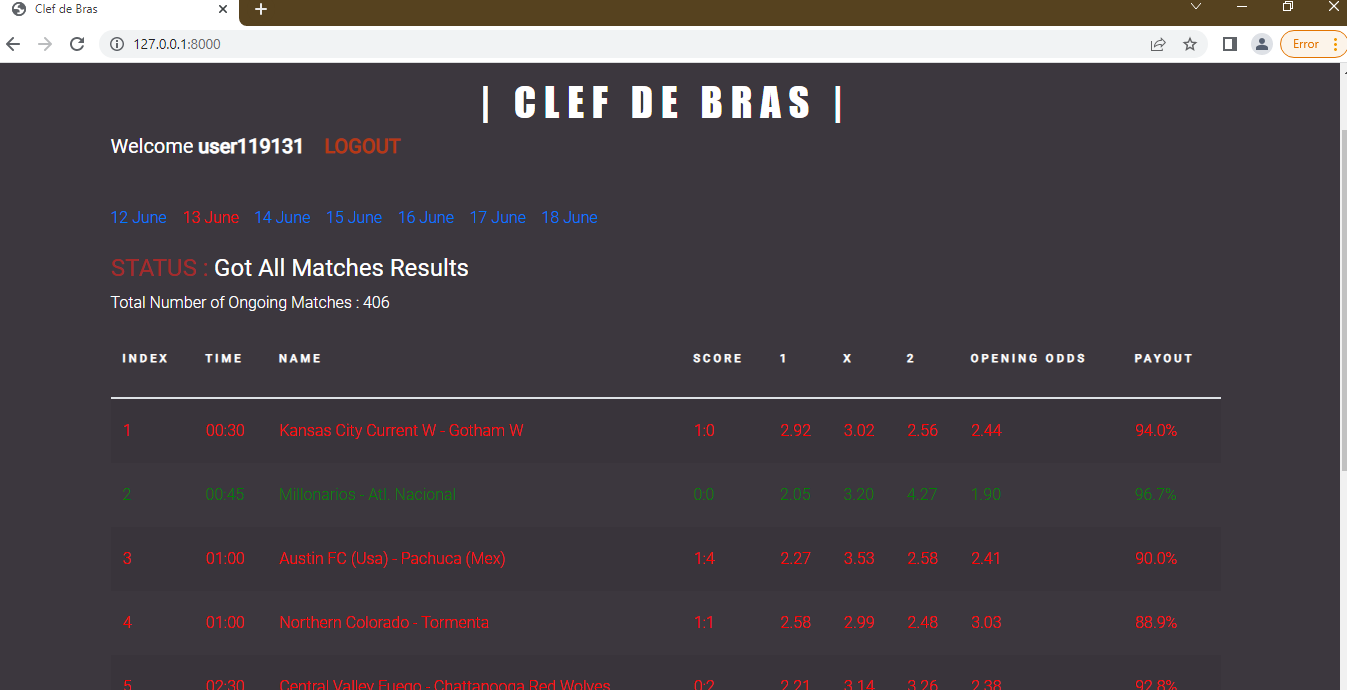 Clef de Bras
127.0.0.1:8000
Error
| CLEF DE BRAS |
Welcome user119131 LOGOUT
12 June 13 June 14 June 15 June 16 June 17 June 18 June
STATUS : Got All Matches Results
Total Number of Ongoing Matches : 406
INDEX TIME NAME SCORE 1 X 2 OPENING ODDS PAYOUT
1 00:30 Kansas City Current W - Gotham W 1:0 2.92 3.02 2.56 2.44 94.0%
2 00:45 Millonarios - Atl. Nacional 0:0 2.05 3.20 4.27 1.90 96.7%
3 01:00 Austin FC (Usa) - Pachuca (Mex) 1:4 2.27 3.53 2.58 2.41 90.0%
4 01:00 Northern Colorado - Tormenta 1:1 2.58 2.99 2.48 3.03 88.9%
5 02:30 Central Valley Fuego - Chattanooga Red Wolves 0:2 2.21 3.14 3.26 2.38 92.8%